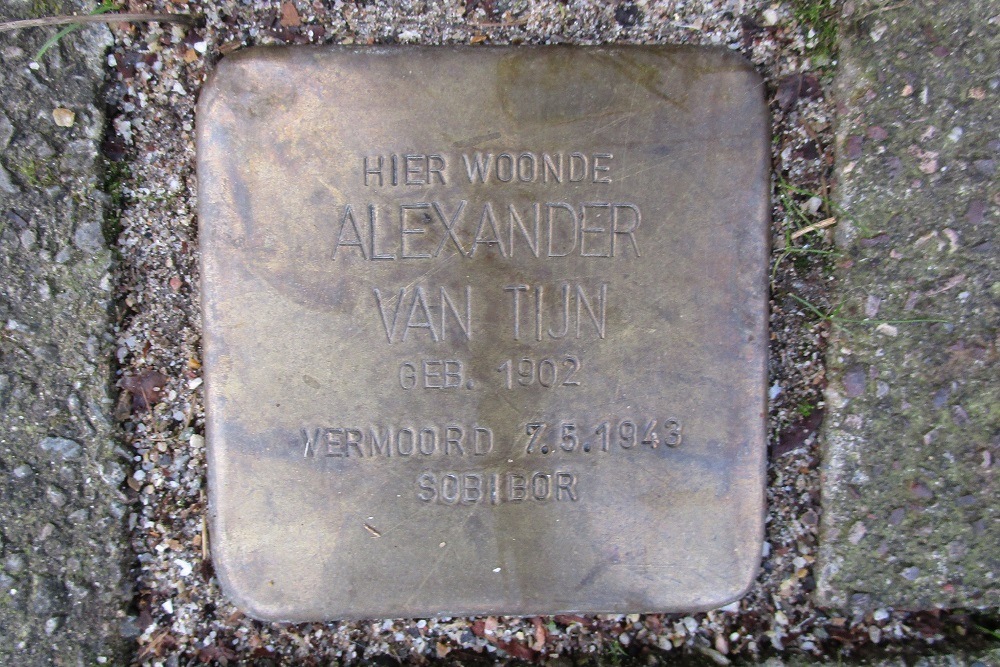 HIER WOONDE
ALEXANDER
VAN TIJN
GEB. 1902
VERMOORD 7.5.1943
SOBIBOR